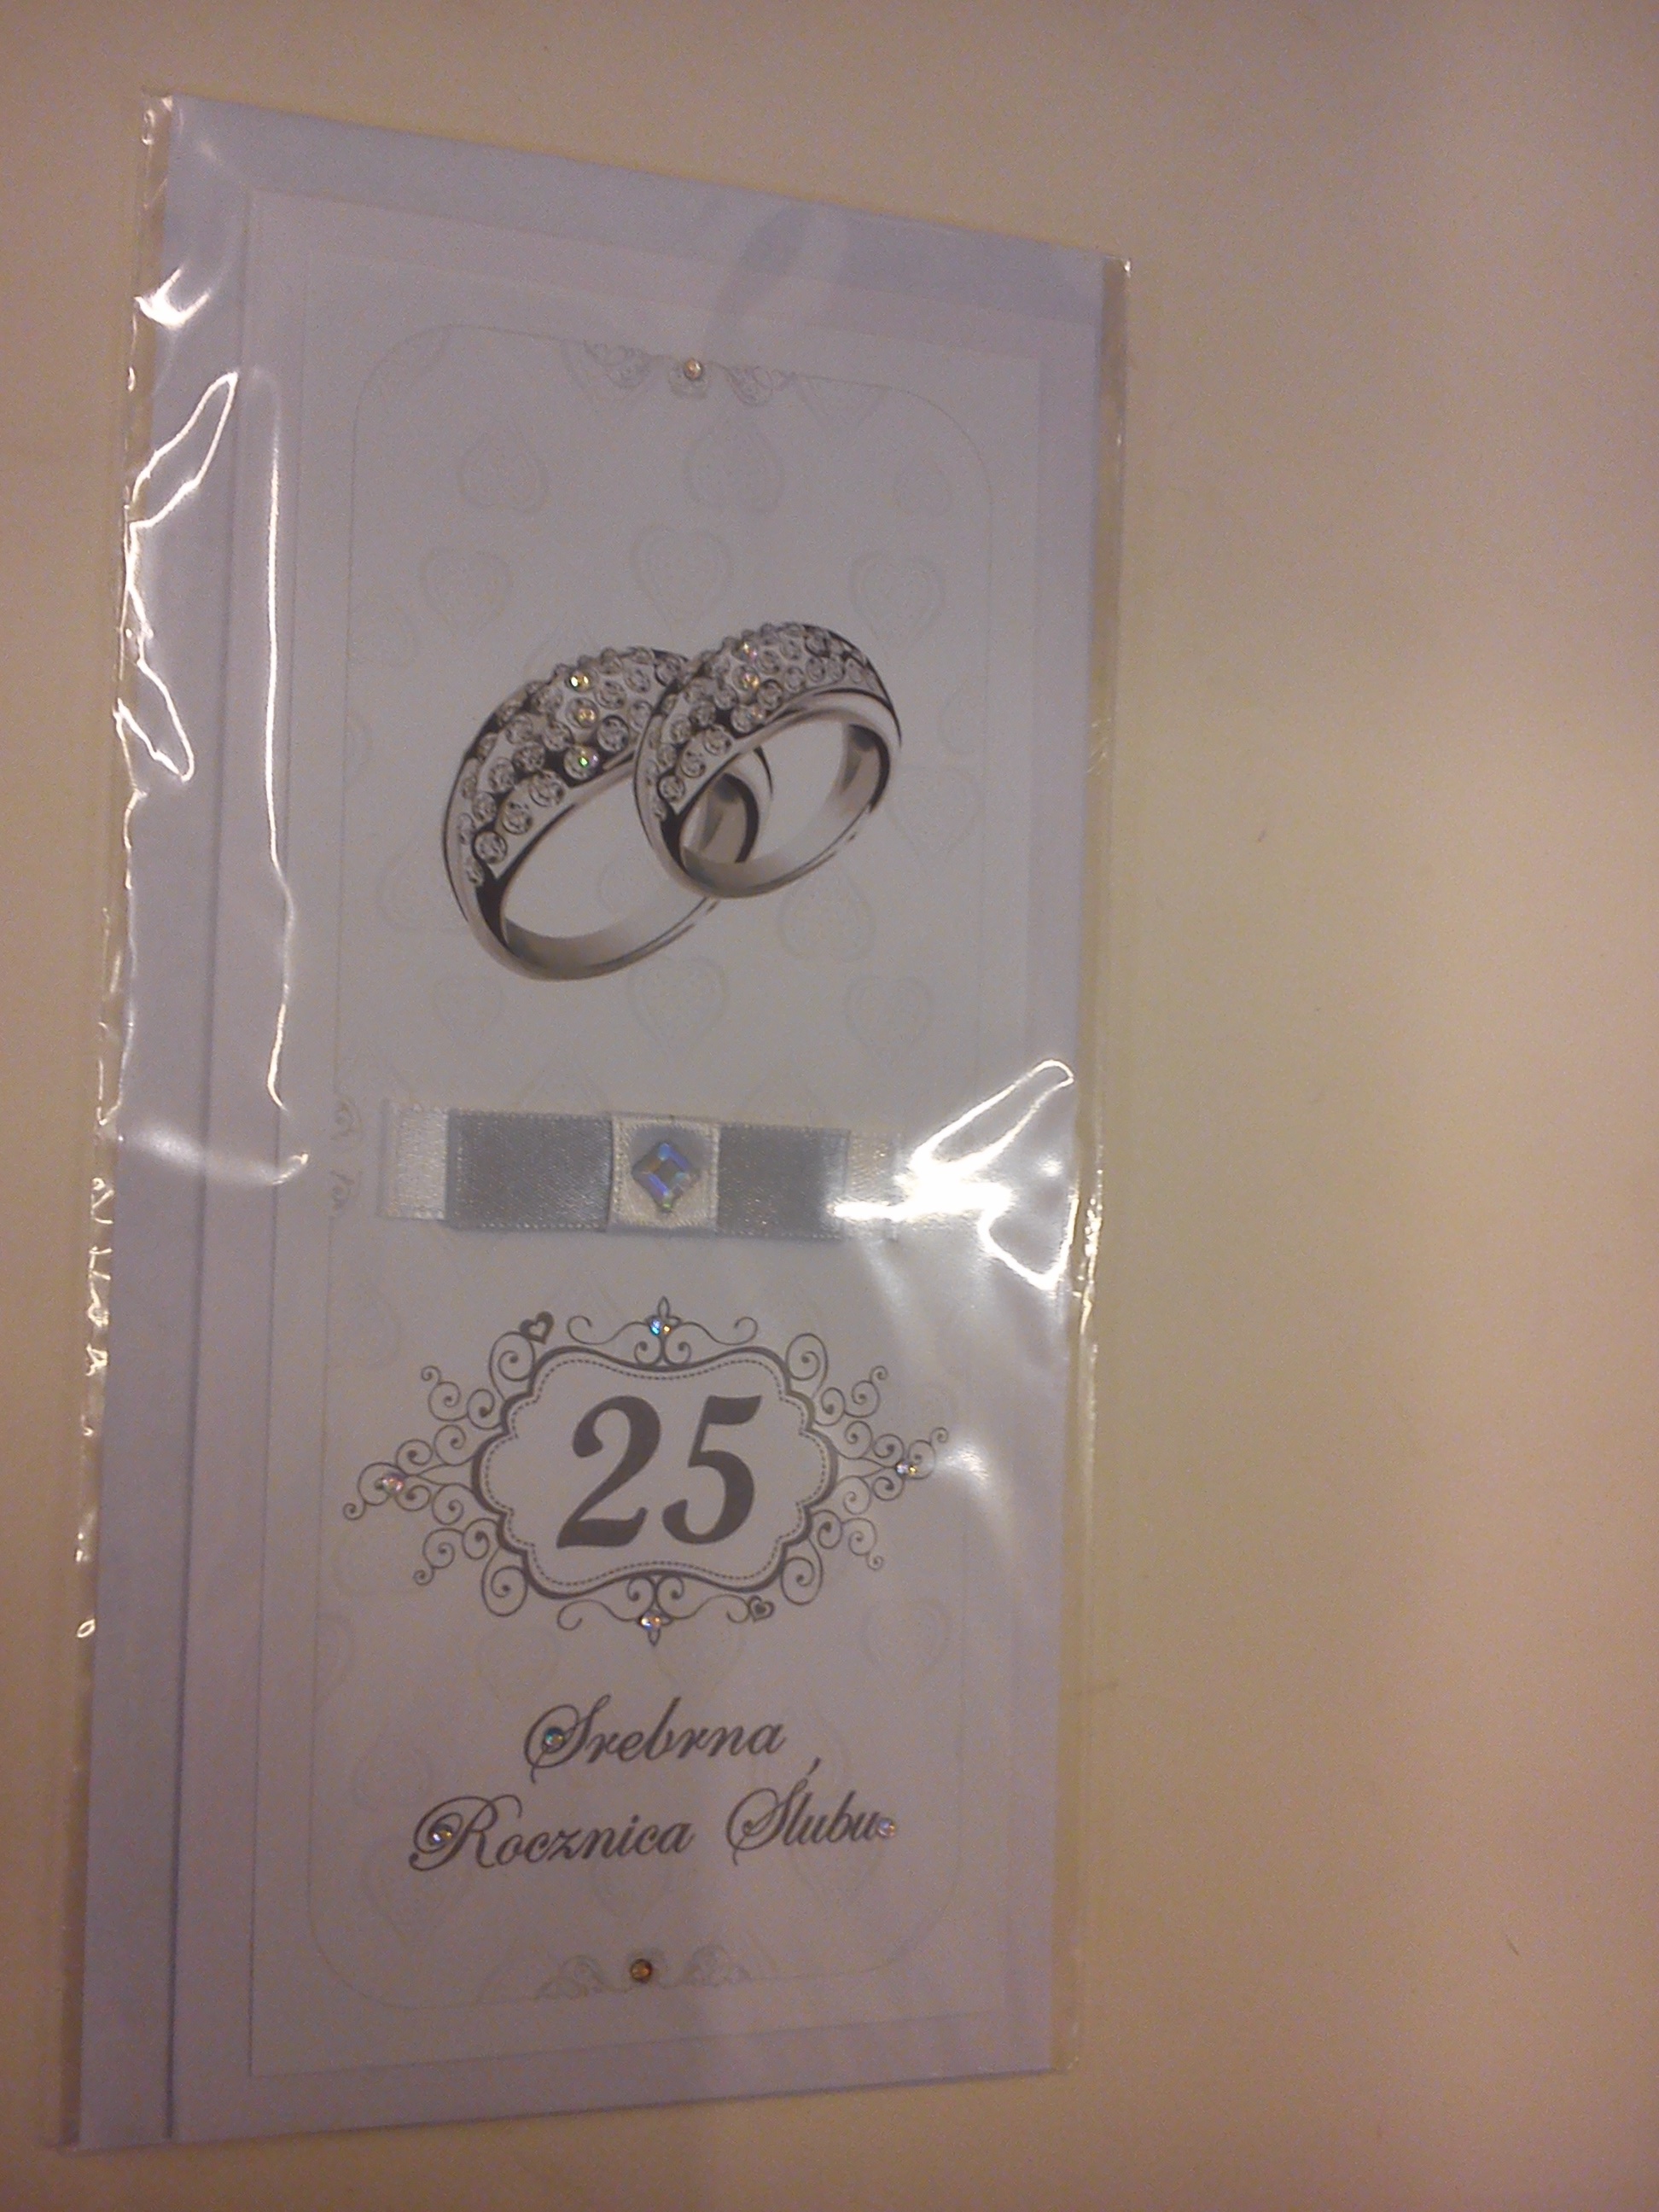 25
Srebrna
Rocznica Ślubu